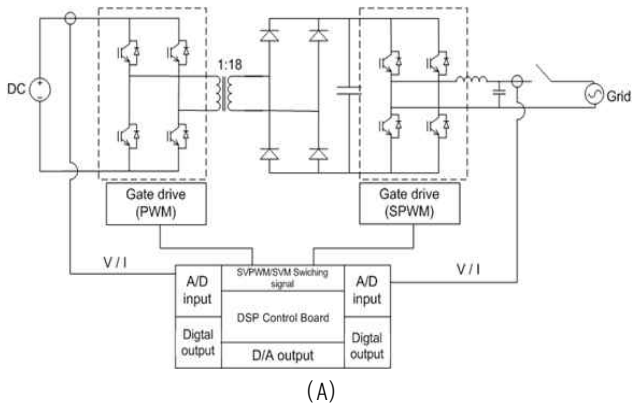 1:18
DC
Grid
Gate drive
(PWM)
Gate drive
(SPWM)
V / I
V / I
A/D
input
SVPWM/SVM Swiching
signal
A/D
input
DSP Control Board
Digtal
output
Digtal
output
D/A output
(A)